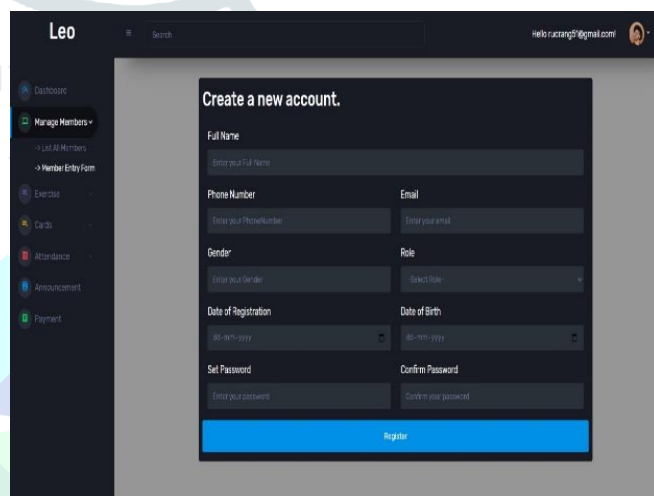 Leo
Search
Hello ruorang51@gmail.com!
Dashboard
Manage Members
-> List All Members
-> Member Entry Form
Exercise
Cards
Attendance
Announcement
Payment
Create a new account.
Full Name
Enter your Full Name
Phone Number
Email
Enter your PhoneNumber
Enter your email
Gender
Role
Enter your Gender
Select Role
Date of Registration
Date of Birth
dd-mm-yyyy
dd-mm-yyyy
Set Password
Confirm Password
Enter your password
Confirm your password
Register